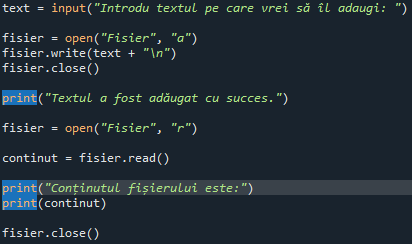 text = input("Introdu textul pe care vrei să îl adaugi: ")
fisier = open("Fisier", "a")
fisier.write(text + "\n")
fisier.close()
print("Textul a fost adăugat cu succes.")
fisier = open("Fisier", "r")
continut = fisier.read()
print("Conținutul fișierului este:")
print(continut)
fisier.close()